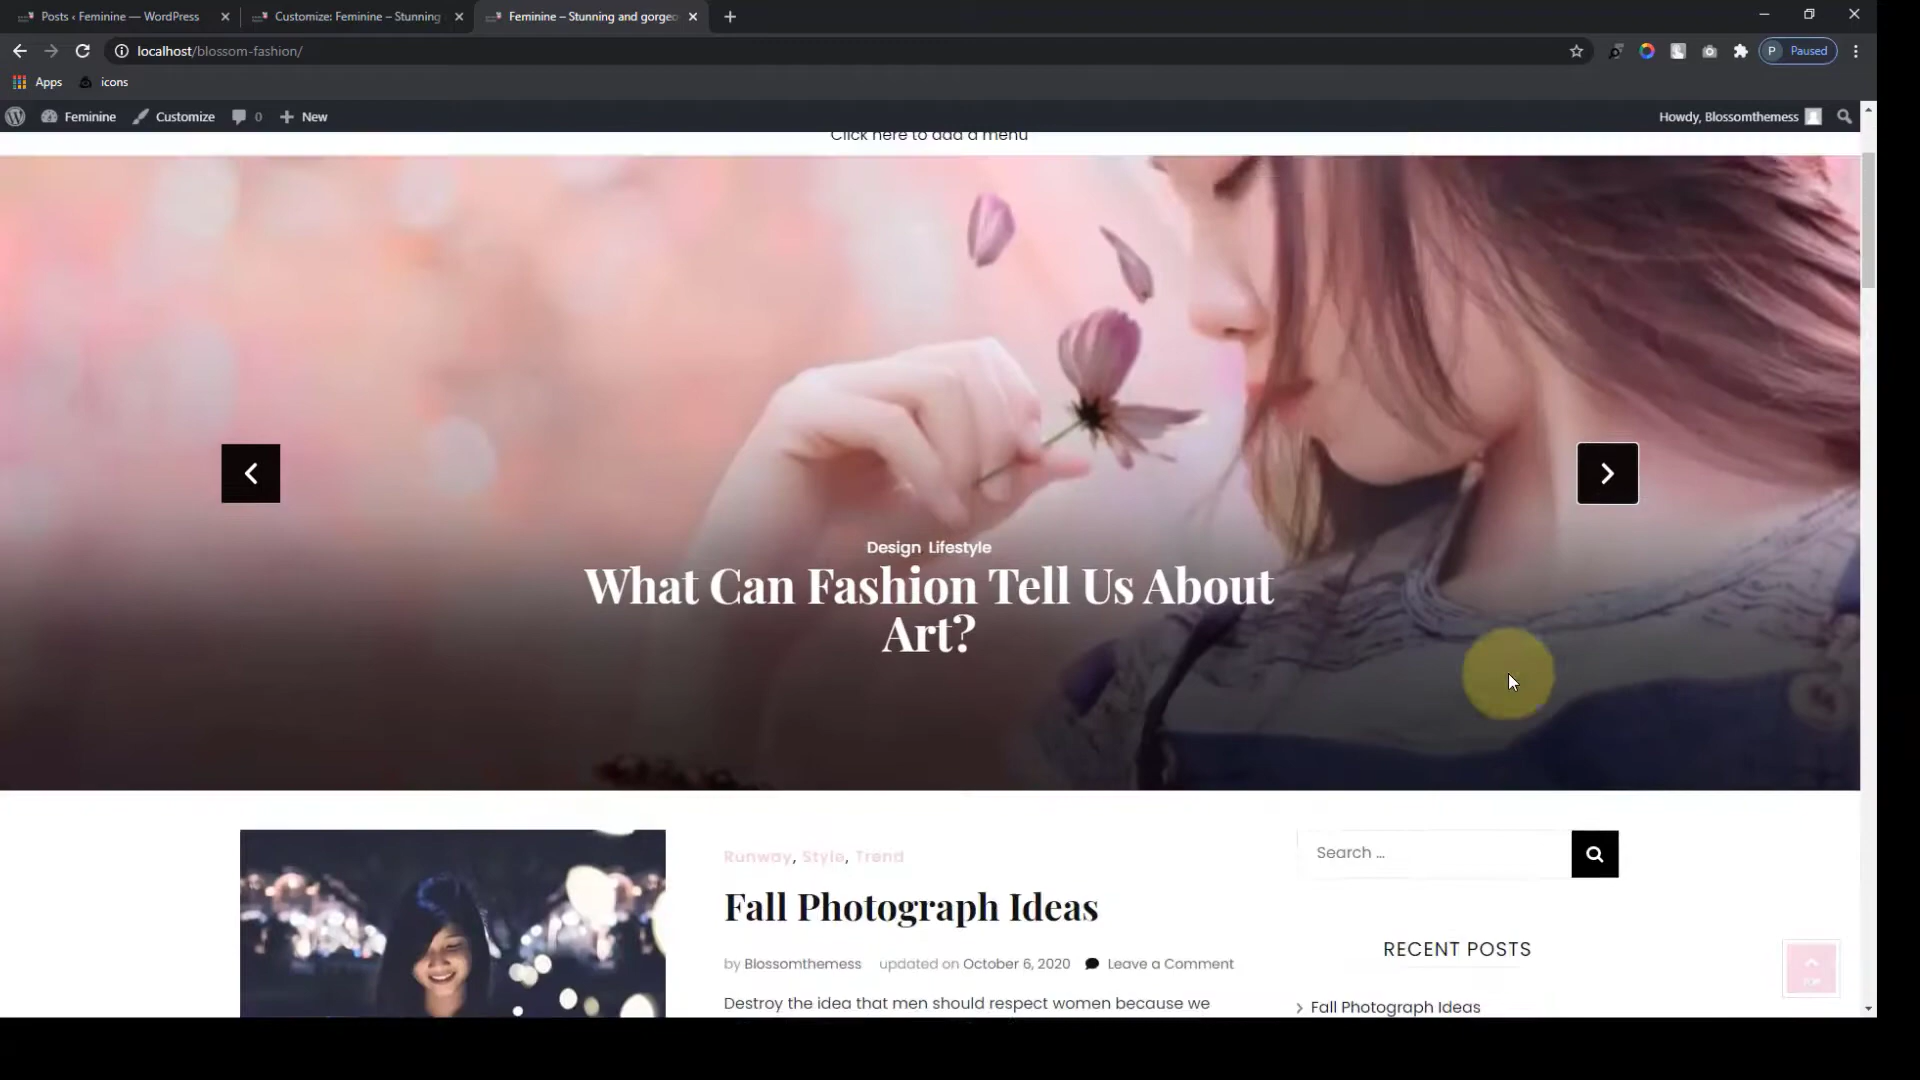 Posts ‹ Feminine — WordPress
Customize: Feminine – Stunning
Feminine – Stunning and gorgeo
localhost/blossom-fashion/
P Paused
Apps
icons
Feminine
Customize
0
New
Howdy, Blossomthemess
Click here to add a menu
Design Lifestyle
What Can Fashion Tell Us About
Art?
Runway, Style, Trend
Fall Photograph Ideas
by Blossomthemess updated on October 6, 2020 Leave a Comment
Destroy the idea that men should respect women because we
Search …
RECENT POSTS
Fall Photograph Ideas
TOP